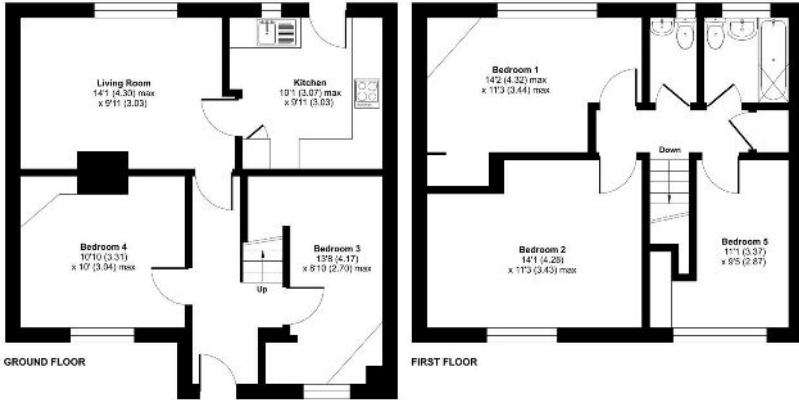 Living Room
14'1 (4.30) max
x 9'11 (3.03)
Kitchen
10'1 (3.07) max
x 9'11 (3.03)
Bedroom 4
10'10 (3.31)
x 10' (3.04) max
Bedroom 3
13'8 (4.17)
x 8'10 (2.70) max
Up
GROUND FLOOR
Bedroom 1
14'2 (4.32) max
x 11'3 (3.44) max
Down
Bedroom 2
14'1 (4.28)
x 11'3 (3.43) max
Bedroom 5
11'1 (3.37)
x 9'5 (2.87)
FIRST FLOOR